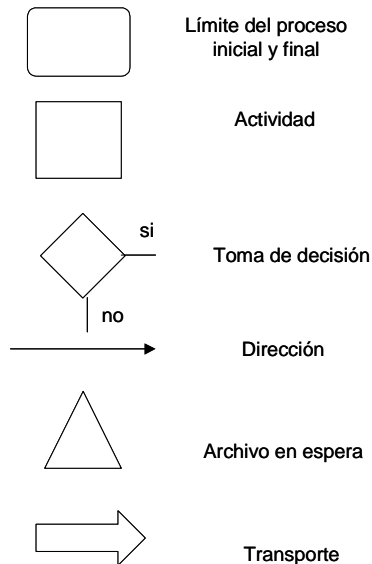 Límite del proceso
inicial y final
Actividad
si
Toma de decisión
no
Dirección
Archivo en espera
Transporte